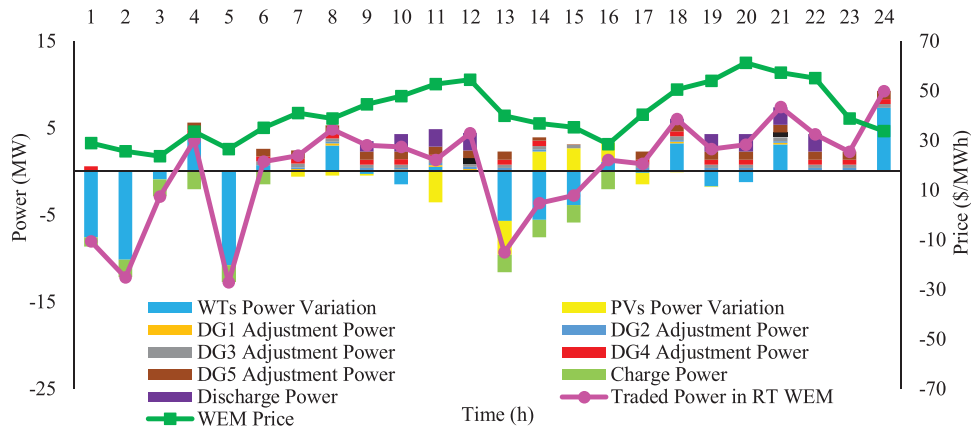 1 2 3 4 5 6 7 8 9 10 11 12 13 14 15 16 17 18 19 20 21 22 23 24
15 70
50
5 30
10
-5 -10
-30
-15
-50
-25 -70
Power (MW)
Price ($/MWh)
WTs Power Variation PVs Power Variation
DG1 Adjustment Power DG2 Adjustment Power
DG3 Adjustment Power DG4 Adjustment Power
DG5 Adjustment Power Charge Power
Discharge Power Traded Power in RT WEM
WEM Price Time (h)